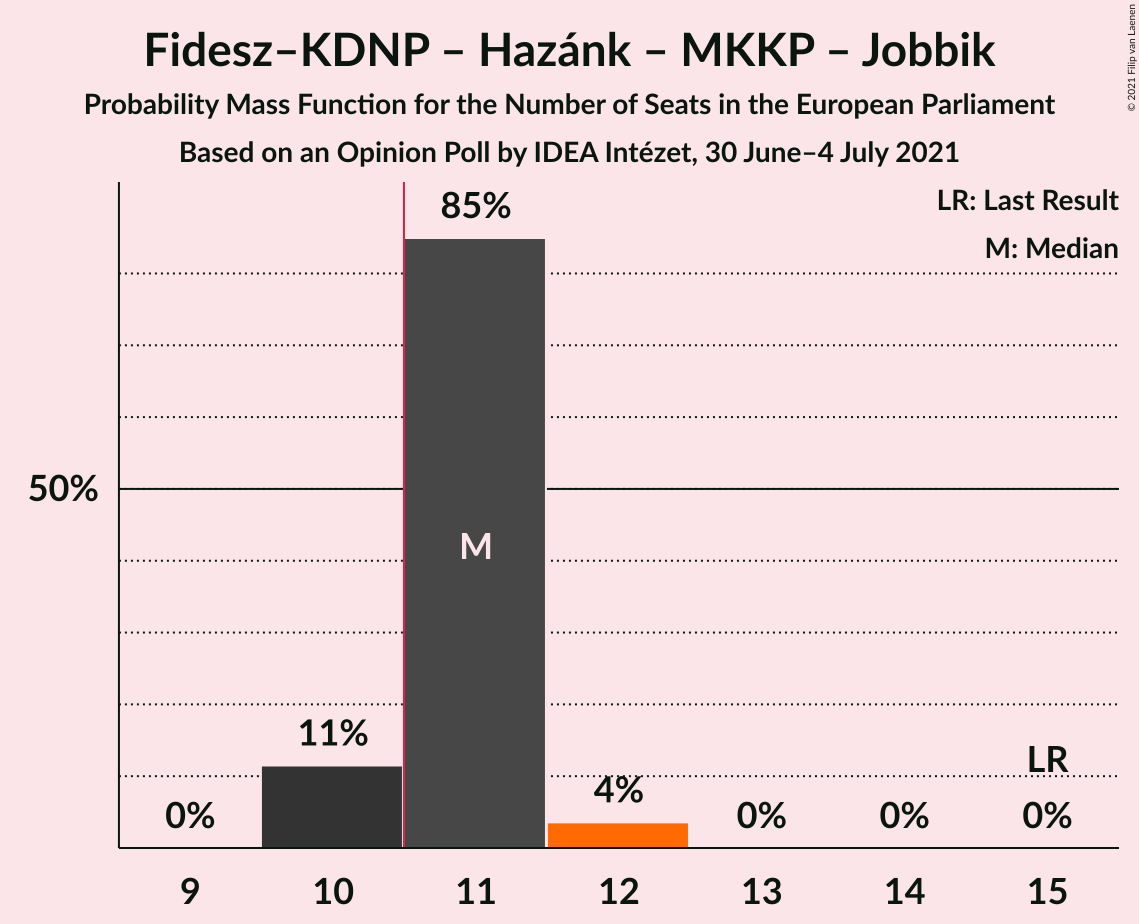 Fidesz–KDNP – Hazánk – MKKP – Jobbik
Probability Mass Function for the Number of Seats in the European Parliament
Based on an Opinion Poll by IDEA Intézet, 30 June–4 July 2021
© 2021 Filip van Laenen
LR: Last Result
M: Median
85%
50%
M
11%
LR
4%
0%
0%
0%
0%
9
10
11
12
13
14
15